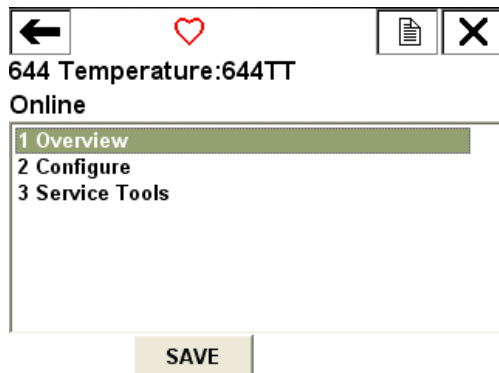 644 Temperature:644TT
Online
1 Overview
2 Configure
3 Service Tools
SAVE